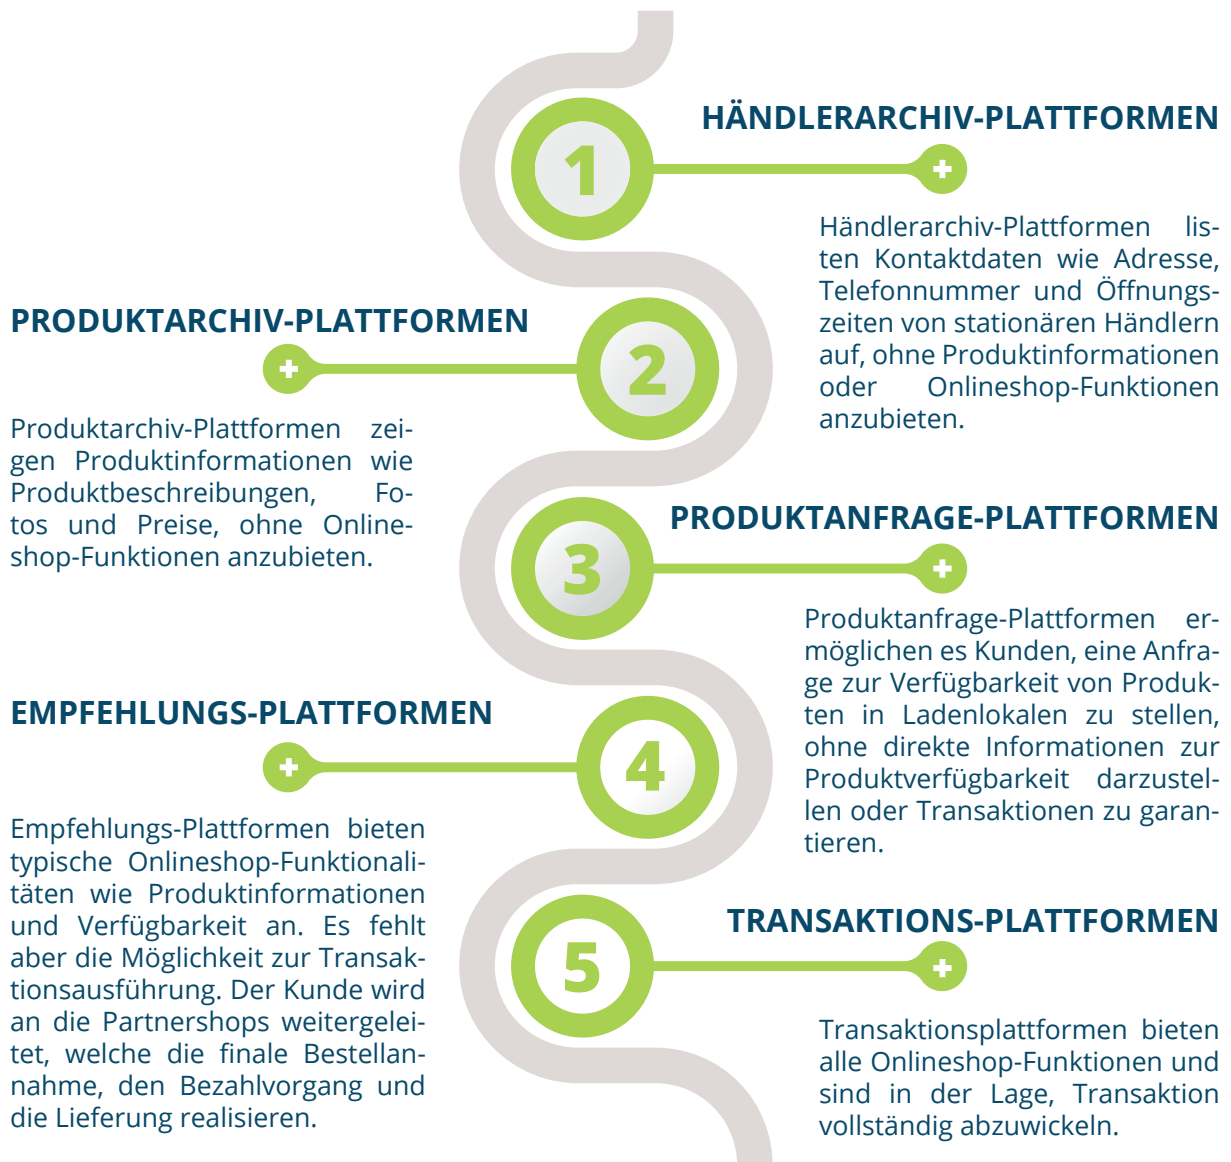 1
HÄNDLERARCHIV-PLATTFORMEN
Händlerarchiv-Plattformen lis-
ten Kontaktdaten wie Adresse,
Telefonnummer und Öffnungs-
zeiten von stationären Händlern
auf, ohne Produktinformationen
oder Onlineshop-Funktionen
anzubieten.
2
PRODUKTARCHIV-PLATTFORMEN
Produktarchiv-Plattformen zei-
gen Produktinformationen wie
Produktbeschreibungen, Fo-
tos und Preise, ohne Online-
shop-Funktionen anzubieten.
3
PRODUKTANFRAGE-PLATTFORMEN
Produktanfrage-Plattformen er-
möglichen es Kunden, eine Anfra-
ge zur Verfügbarkeit von Produk-
ten in Ladenlokalen zu stellen,
ohne direkte Informationen zur
Produktverfügbarkeit darzustel-
len oder Transaktionen zu garan-
tieren.
4
EMPFEHLUNGS-PLATTFORMEN
Empfehlungs-Plattformen bieten
typische Onlineshop-Funktionali-
täten wie Produktinformationen
und Verfügbarkeit an. Es fehlt
aber die Möglichkeit zur Transak-
tionsausführung. Der Kunde wird
an die Partnershops weitergelei-
tet, welche die finale Bestellan-
nahme, den Bezahlvorgang und
die Lieferung realisieren.
5
TRANSAKTIONS-PLATTFORMEN
Transaktionsplattformen bieten
alle Onlineshop-Funktionen und
sind in der Lage, Transaktion
vollständig abzuwickeln.